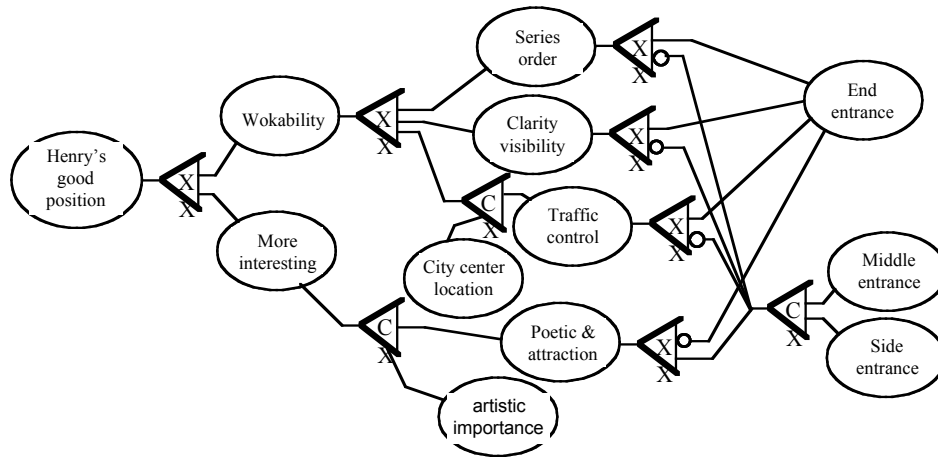 Series
order
X
X
End
entrance
Wokability
X
X
Clarity
visibility
X
X
Henry's
good
position
X
X
C
X
Traffic
control
X
X
More
interesting
City center
location
Middle
entrance
C
X
C
X
Poetic &
attraction
X
X
Side
entrance
artistic
importance